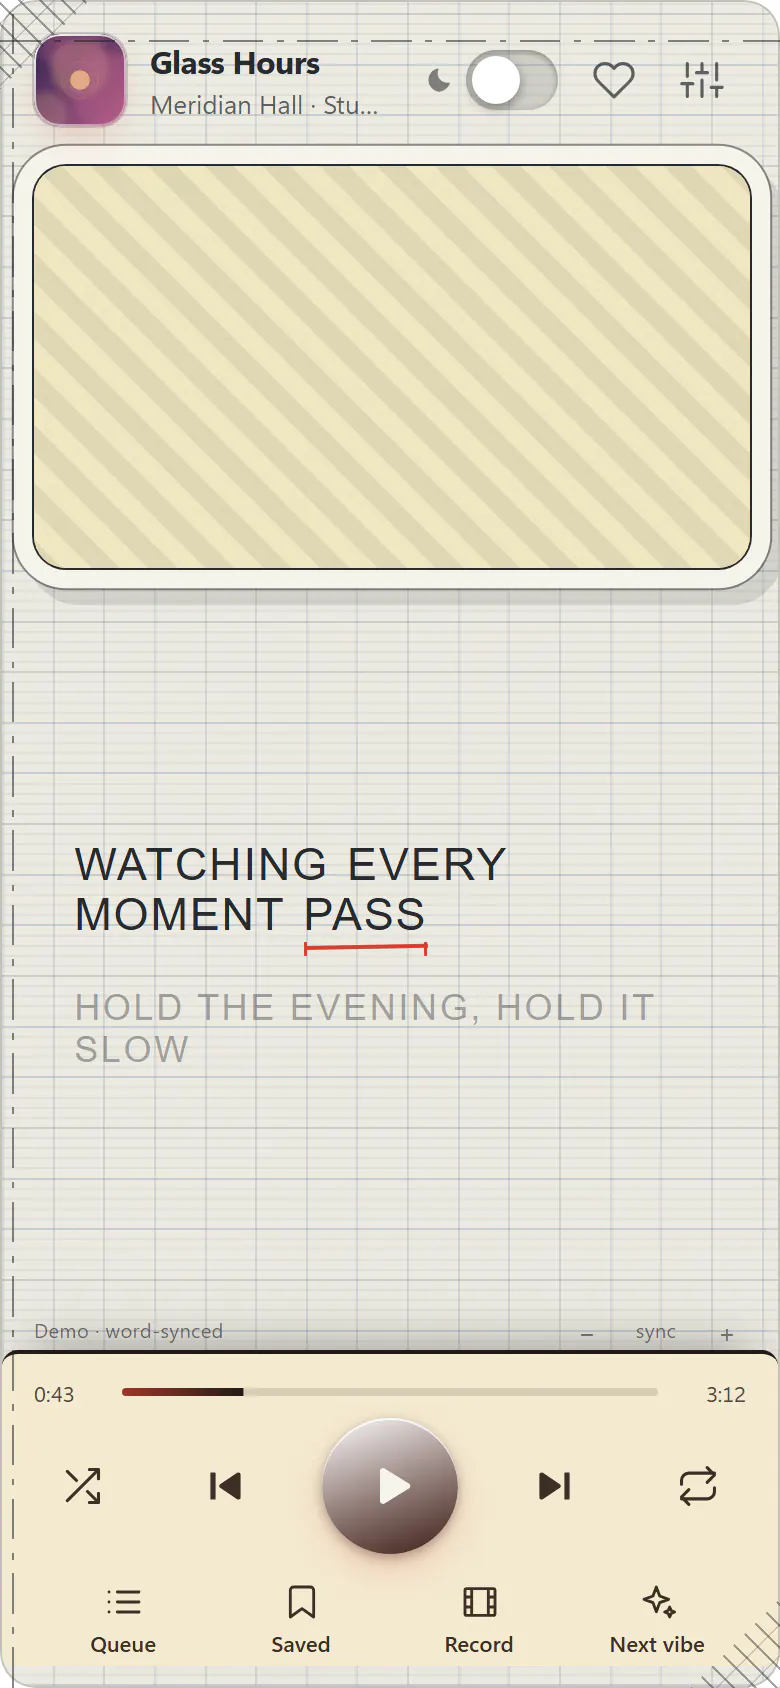 Glass Hours
Meridian Hall · Stu...
WATCHING EVERY
MOMENT PASS
HOLD THE EVENING, HOLD IT
SLOW
Demo · word-synced
− sync +
0:43 3:12
Queue Saved Record Next vibe